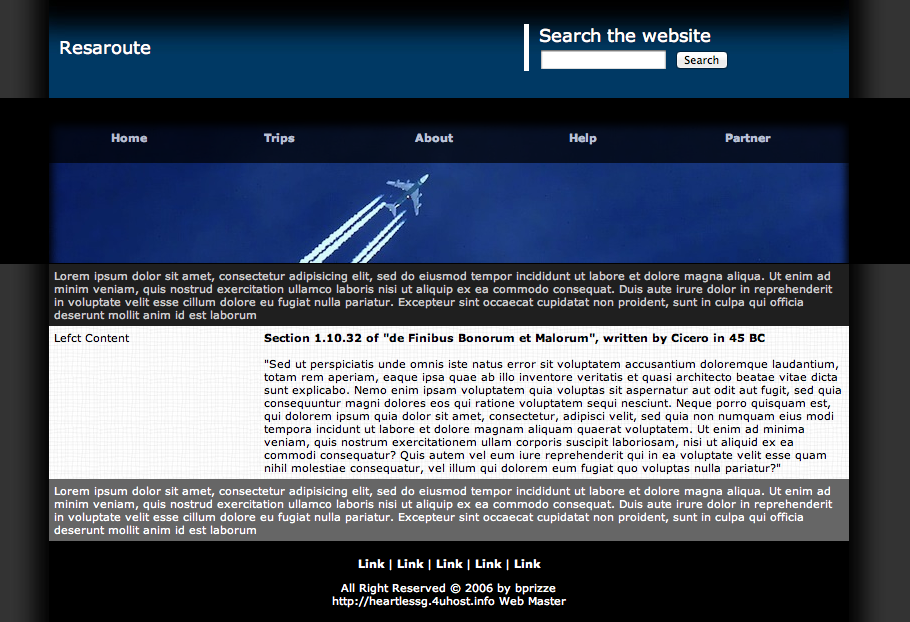 Resaroute
Search the website
Search
Home Trips About Help Partner
Lorem ipsum dolor sit amet, consectetur adipisicing elit, sed do eiusmod tempor incididunt ut labore et dolore magna aliqua. Ut enim ad
minim veniam, quis nostrud exercitation ullamco laboris nisi ut aliquip ex ea commodo consequat. Duis aute irure dolor in reprehenderit
in voluptate velit esse cillum dolore eu fugiat nulla pariatur. Excepteur sint occaecat cupidatat non proident, sunt in culpa qui officia
deserunt mollit anim id est laborum
Lefct Content
Section 1.10.32 of "de Finibus Bonorum et Malorum", written by Cicero in 45 BC
"Sed ut perspiciatis unde omnis iste natus error sit voluptatem accusantium doloremque laudantium,
totam rem aperiam, eaque ipsa quae ab illo inventore veritatis et quasi architecto beatae vitae dicta
sunt explicabo. Nemo enim ipsam voluptatem quia voluptas sit aspernatur aut odit aut fugit, sed quia
consequuntur magni dolores eos qui ratione voluptatem sequi nesciunt. Neque porro quisquam est,
qui dolorem ipsum quia dolor sit amet, consectetur, adipisci velit, sed quia non numquam eius modi
tempora incidunt ut labore et dolore magnam aliquam quaerat voluptatem. Ut enim ad minima
veniam, quis nostrum exercitationem ullam corporis suscipit laboriosam, nisi ut aliquid ex ea
commodi consequatur? Quis autem vel eum iure reprehenderit qui in ea voluptate velit esse quam
nihil molestiae consequatur, vel illum qui dolorem eum fugiat quo voluptas nulla pariatur?"
Lorem ipsum dolor sit amet, consectetur adipisicing elit, sed do eiusmod tempor incididunt ut labore et dolore magna aliqua. Ut enim ad
minim veniam, quis nostrud exercitation ullamco laboris nisi ut aliquip ex ea commodo consequat. Duis aute irure dolor in reprehenderit
in voluptate velit esse cillum dolore eu fugiat nulla pariatur. Excepteur sint occaecat cupidatat non proident, sunt in culpa qui officia
deserunt mollit anim id est laborum
Link | Link | Link | Link | Link
All Right Reserved © 2006 by bprizze
http://heartlessg.4uhost.info Web Master